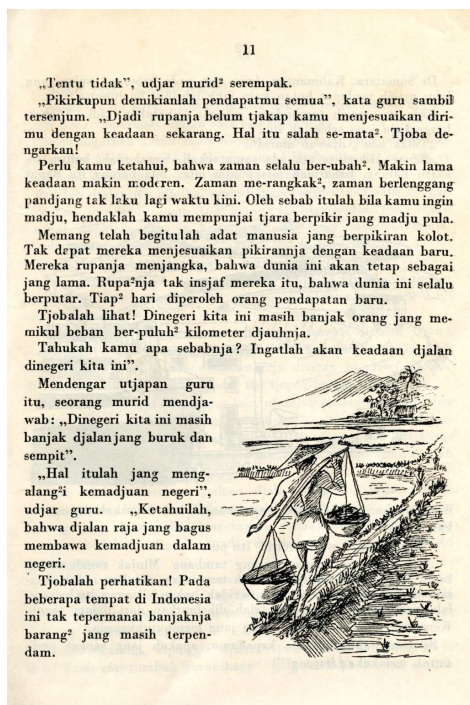 11
„Tentu tidak”, udjar murid² serempak.
„Pikirkupun demikianlah pendapatmu semua”, kata guru sambil
tersenjum. „Djadi rupanja belum tjakap kamu menjesuaikan diri-
mu dengan keadaan sekarang. Hal itu salah se-mata². Tjoba de-
ngarkan!
Perlu kamu ketahui, bahwa zaman selalu ber-ubah². Makin lama
keadaan makin moderen. Zaman me-rangkak², zaman berlenggang
pandjang tak laku lagi waktu kini. Oleh sebab itulah bila kamu ingin
madju, hendaklah kamu mempunjai tjara berpikir jang madju pula.
Memang telah begitulah adat manusia jang berpikiran kolot.
Tak dapat mereka menjesuaikan pikirannja dengan keadaan baru.
Mereka rupanja menjangka, bahwa dunia ini akan tetap sebagai
jang lama. Rupa²nja tak insjaf mereka itu, bahwa dunia ini selalu
berputar. Tiap² hari diperoleh orang pendapatan baru.
Tjobalah lihat! Dinegeri kita ini masih banjak orang jang me-
mikul beban ber-puluh² kilometer djauhnja.
Tahukah kamu apa sebabnja? Ingatlah akan keadaan djalan
dinegeri kita ini”.
Mendengar utjapan guru
itu, seorang murid mendja-
wab: „Dinegeri kita ini masih
banjak djalan jang buruk dan
sempit”.
„Hal itulah jang meng-
alang²i kemadjuan negeri”,
udjar guru. „Ketahuilah,
bahwa djalan raja jang bagus
membawa kemadjuan dalam
negeri.
Tjobalah perhatikan! Pada
beberapa tempat di Indonesia
ini tak tepermanai banjaknja
barang² jang masih terpen-
dam.